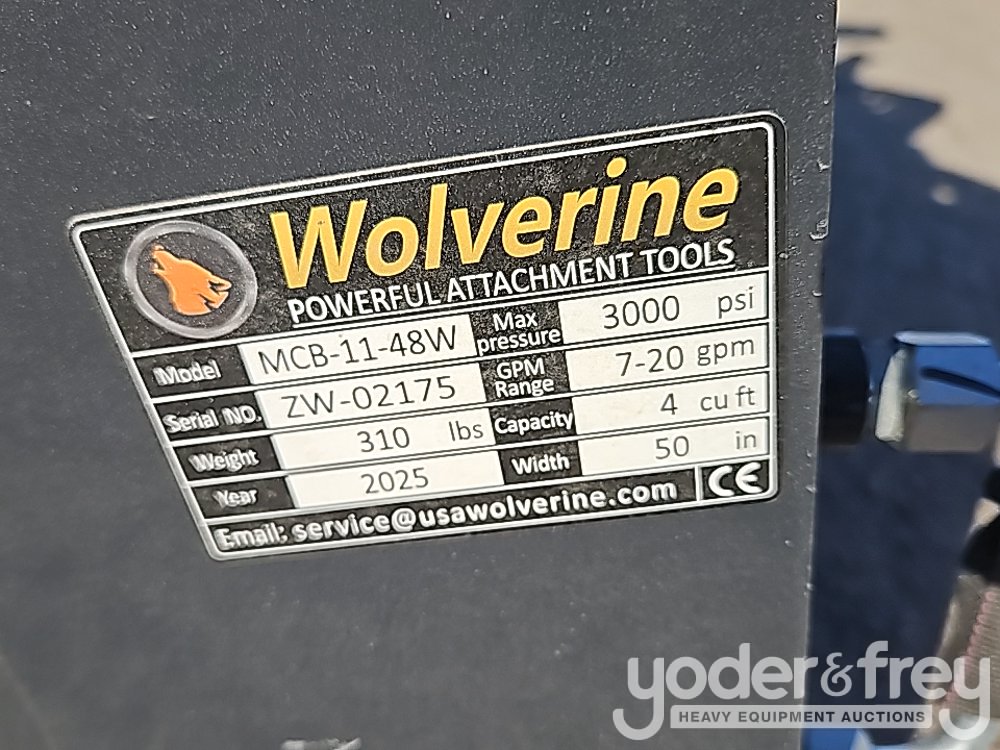 Wolverine
POWERFUL ATTACHMENT TOOLS
Model MCB-11-48W Max pressure 3000 psi
Serial NO. ZW-02175 GPM Range 7-20 gpm
Weight 310 lbs Capacity 4 cu ft
Year 2025 Width 50 in
Email: service@usawolverine.com CE
yoder&frey
HEAVY EQUIPMENT AUCTIONS